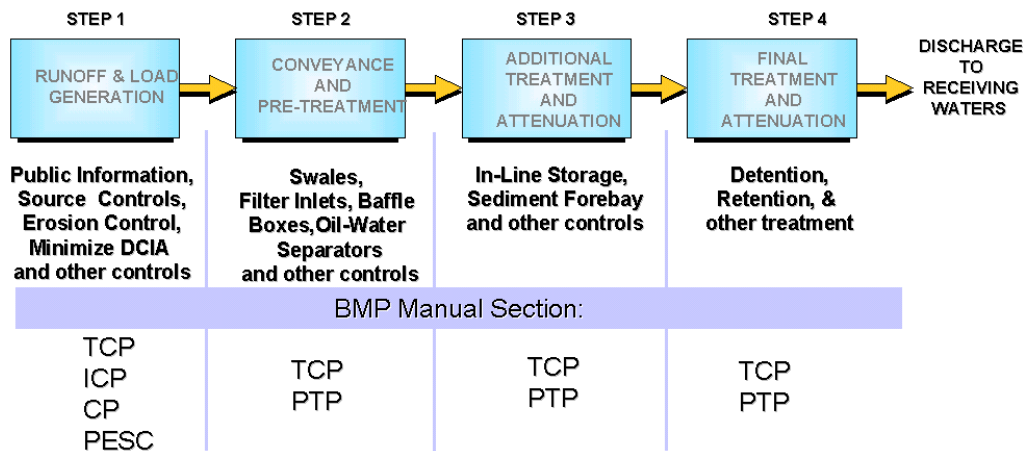 STEP 1
STEP 2
STEP 3
STEP 4
RUNOFF & LOAD
GENERATION
CONVEYANCE
AND
PRE-TREATMENT
ADDITIONAL
TREATMENT
AND
ATTENUATION
FINAL
TREATMENT
AND
ATTENUATION
DISCHARGE
TO
RECEIVING
WATERS
Public Information,
Source Controls,
Erosion Control,
Minimize DCIA
and other controls
Swales,
Filter Inlets, Baffle
Boxes,Oil-Water
Separators
and other controls
In-Line Storage,
Sediment Forebay
and other controls
Detention,
Retention, &
other treatment
BMP Manual Section:
TCP
ICP
CP
PESC
TCP
PTP
TCP
PTP
TCP
PTP